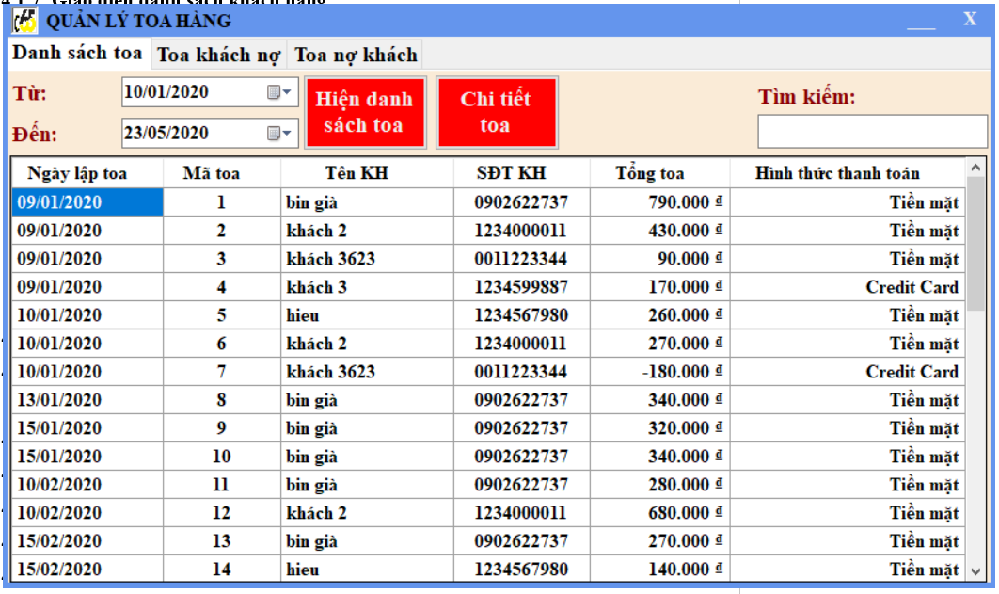 QUẢN LÝ TOA HÀNG X
Danh sách toa Toa khách nợ Toa nợ khách
Từ: 10/01/2020 Hiện danh sách toa Chi tiết toa Tìm kiếm:
Đến: 23/05/2020
Ngày lập toa Mã toa Tên KH SĐT KH Tổng toa Hình thức thanh toán
09/01/2020 1 bin già 0902622737 790.000 ₫ Tiền mặt
09/01/2020 2 khách 2 1234000011 430.000 ₫ Tiền mặt
09/01/2020 3 khách 3623 0011223344 90.000 ₫ Tiền mặt
09/01/2020 4 khách 3 1234599887 170.000 ₫ Credit Card
10/01/2020 5 hieu 1234567980 260.000 ₫ Tiền mặt
10/01/2020 6 khách 2 1234000011 270.000 ₫ Tiền mặt
10/01/2020 7 khách 3623 0011223344 -180.000 ₫ Credit Card
13/01/2020 8 bin già 0902622737 340.000 ₫ Tiền mặt
15/01/2020 9 bin già 0902622737 320.000 ₫ Tiền mặt
15/01/2020 10 bin già 0902622737 340.000 ₫ Tiền mặt
10/02/2020 11 bin già 0902622737 280.000 ₫ Tiền mặt
10/02/2020 12 khách 2 1234000011 680.000 ₫ Tiền mặt
15/02/2020 13 bin già 0902622737 270.000 ₫ Tiền mặt
15/02/2020 14 hieu 1234567980 140.000 ₫ Tiền mặt